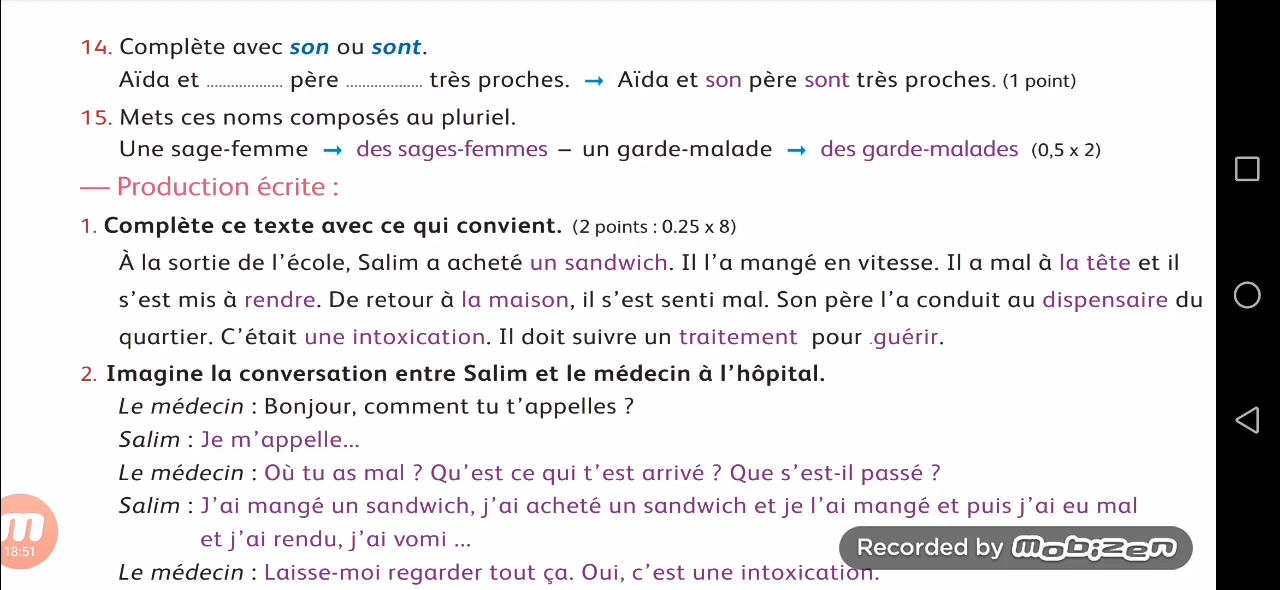 14. Complète avec son ou sont.
Aïda et ................... père ................... très proches. → Aïda et son père sont très proches. (1 point)
15. Mets ces noms composés au pluriel.
Une sage-femme → des sages-femmes – un garde-malade → des garde-malades (0,5 x 2)
— Production écrite :
1. Complète ce texte avec ce qui convient. (2 points : 0.25 x 8)
À la sortie de l'école, Salim a acheté un sandwich. Il l'a mangé en vitesse. Il a mal à la tête et il
s'est mis à rendre. De retour à la maison, il s'est senti mal. Son père l'a conduit au dispensaire du
quartier. C'était une intoxication. Il doit suivre un traitement pour .guérir.
2. Imagine la conversation entre Salim et le médecin à l'hôpital.
Le médecin : Bonjour, comment tu t'appelles ?
Salim : Je m'appelle...
Le médecin : Où tu as mal ? Qu'est ce qui t'est arrivé ? Que s'est-il passé ?
Salim : J'ai mangé un sandwich, j'ai acheté un sandwich et je l'ai mangé et puis j'ai eu mal
et j'ai rendu, j'ai vomi ...
Le médecin : Laisse-moi regarder tout ça. Oui, c'est une intoxication.
18:51
Recorded by Mobizen